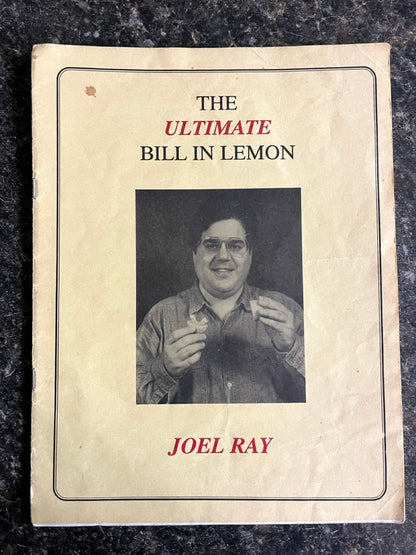 THE
ULTIMATE
BILL IN LEMON
JOEL RAY